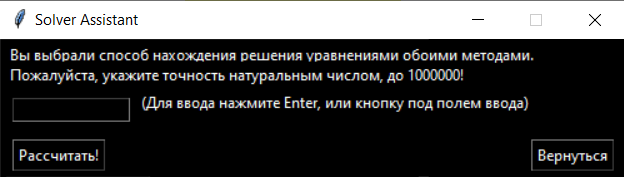 Solver Assistant
Вы выбрали способ нахождения решения уравнениями обоими методами.
Пожалуйста, укажите точность натуральным числом, до 1000000!
(Для ввода нажмите Enter, или кнопку под полем ввода)
Рассчитать!
Вернуться